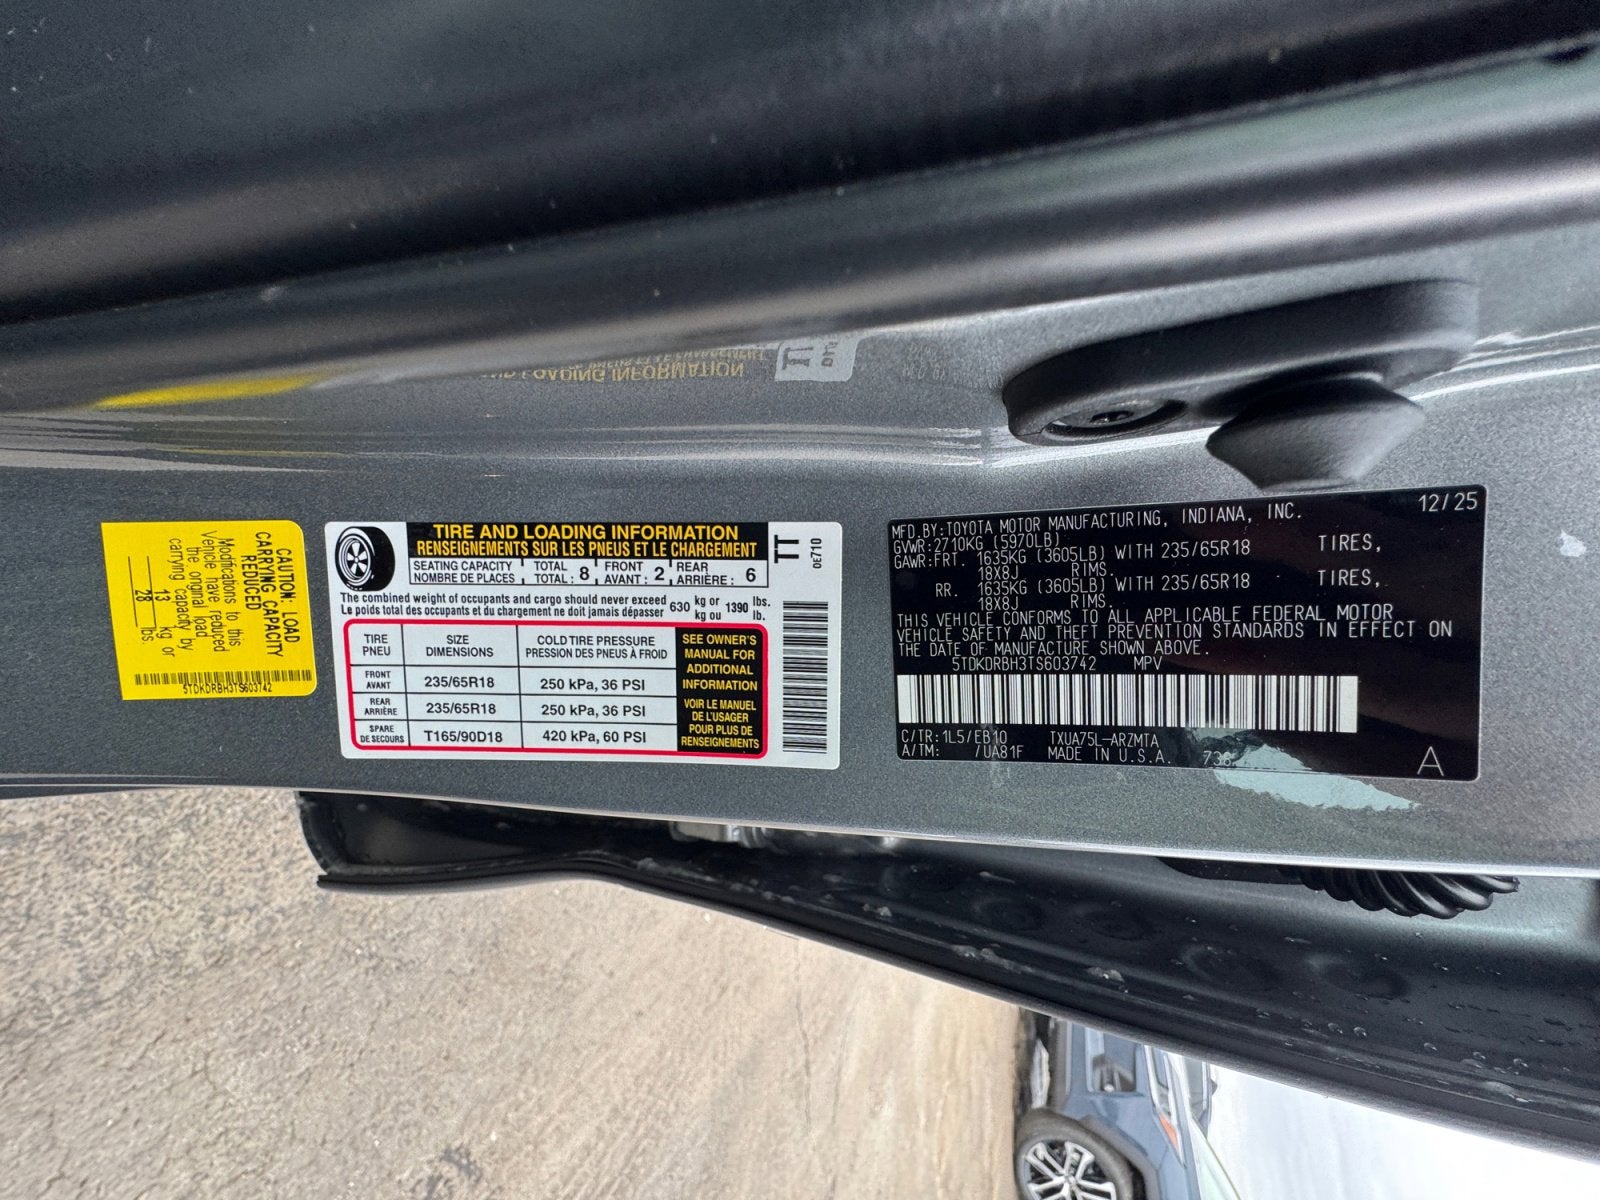 CAUTION: LOAD
CARRYING CAPACITY
REDUCED
Modifications to this
Vehicle have reduced
the original load
carrying capacity by
13 kg or
28 lbs
5TDKDRBH3TS603742
TIRE AND LOADING INFORMATION
RENSEIGNEMENTS SUR LES PNEUS ET LE CHARGEMENT
SEATING CAPACITY TOTAL FRONT REAR
NOMBRE DE PLACES TOTAL : 8 AVANT : 2 ARRIÈRE : 6
The combined weight of occupants and cargo should never exceed 630 kg or 1390 lbs.
Le poids total des occupants et du chargement ne doit jamais dépasser kg ou lb.
TIRE
PNEU
SIZE
DIMENSIONS
COLD TIRE PRESSURE
PRESSION DES PNEUS À FROID
FRONT
AVANT
235/65R18
250 kPa, 36 PSI
REAR
ARRIÈRE
235/65R18
250 kPa, 36 PSI
SPARE
DE SECOURS
T165/90D18
420 kPa, 60 PSI
SEE OWNER'S
MANUAL FOR
ADDITIONAL
INFORMATION
VOIR LE MANUEL
DE L'USAGER
POUR PLUS DE
RENSEIGNEMENTS
TT
0E710
12/25
MFD.BY:TOYOTA MOTOR MANUFACTURING, INDIANA, INC.
GVWR:2710KG (5970LB)
GAWR:FRT. 1635KG (3605LB) WITH 235/65R18 TIRES,
18X8J RIMS.
RR. 1635KG (3605LB) WITH 235/65R18 TIRES,
18X8J RIMS.
THIS VEHICLE CONFORMS TO ALL APPLICABLE FEDERAL MOTOR
VEHICLE SAFETY AND THEFT PREVENTION STANDARDS IN EFFECT ON
THE DATE OF MANUFACTURE SHOWN ABOVE.
5TDKDRBH3TS603742 MPV
C/TR:1L5/EB10 TXUA75L-ARZMTA
A/TM: /UA81F MADE IN U.S.A.
A